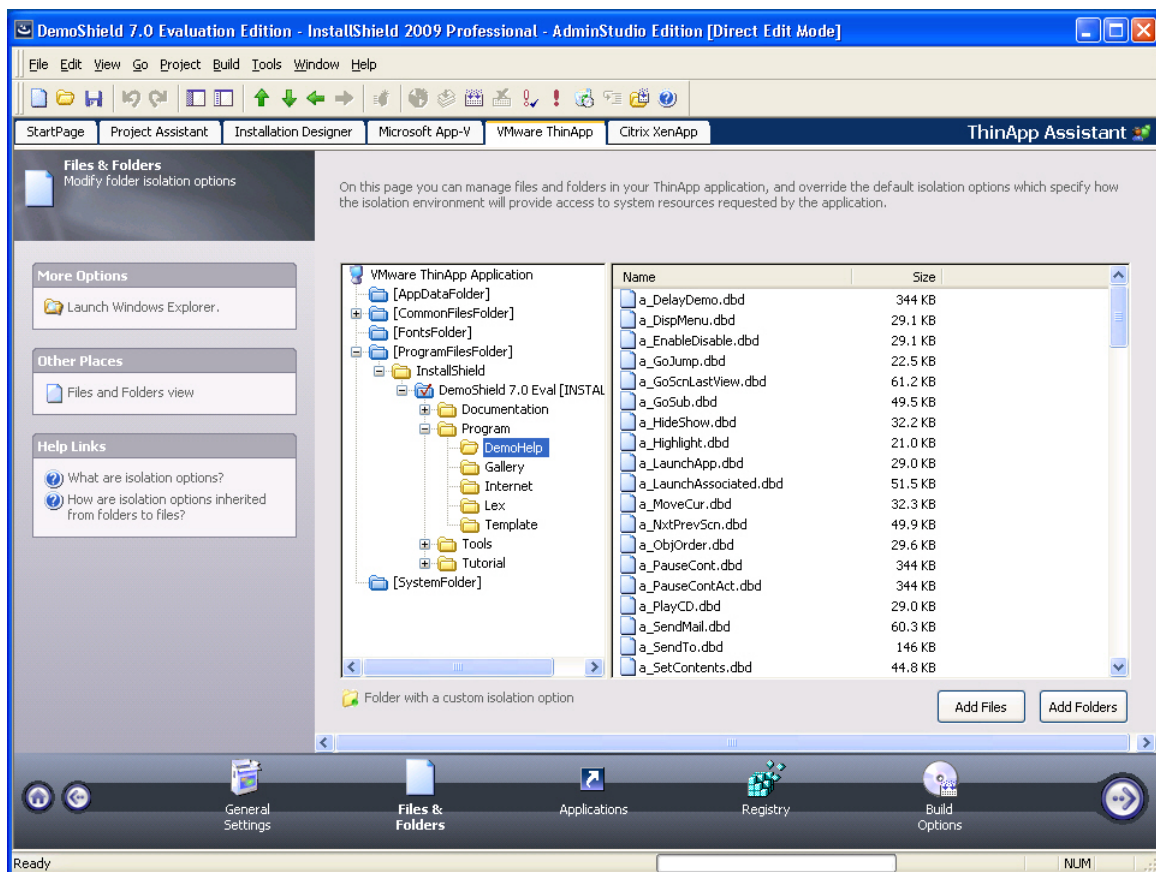 DemoShield 7.0 Evaluation Edition - InstallShield 2009 Professional - AdminStudio Edition [Direct Edit Mode]
File Edit View Go Project Build Tools Window Help
StartPage Project Assistant Installation Designer Microsoft App-V VMware ThinApp Citrix XenApp ThinApp Assistant
Files & Folders
Modify folder isolation options
On this page you can manage files and folders in your ThinApp application, and override the default isolation options which specify how
the isolation environment will provide access to system resources requested by the application.
More Options
Launch Windows Explorer.
Other Places
Files and Folders view
Help Links
What are isolation options?
How are isolation options inherited
from folders to files?
VMware ThinApp Application
[AppDataFolder]
[CommonFilesFolder]
[FontsFolder]
[ProgramFilesFolder]
InstallShield
DemoShield 7.0 Eval [INSTAL
Documentation
Program
DemoHelp
Gallery
Internet
Lex
Template
Tools
Tutorial
[SystemFolder]
Name Size
a_DelayDemo.dbd 344 KB
a_DispMenu.dbd 29.1 KB
a_EnableDisable.dbd 29.1 KB
a_GoJump.dbd 22.5 KB
a_GoScnLastView.dbd 61.2 KB
a_GoSub.dbd 49.5 KB
a_HideShow.dbd 32.2 KB
a_Highlight.dbd 21.0 KB
a_LaunchApp.dbd 29.0 KB
a_LaunchAssociated.dbd 51.5 KB
a_MoveCur.dbd 32.3 KB
a_NxtPrevScn.dbd 49.9 KB
a_ObjOrder.dbd 29.6 KB
a_PauseCont.dbd 344 KB
a_PauseContAct.dbd 344 KB
a_PlayCD.dbd 29.0 KB
a_SendMail.dbd 60.3 KB
a_SendTo.dbd 146 KB
a_SetContents.dbd 44.8 KB
Folder with a custom isolation option
Add Files Add Folders
General
Settings
Files &
Folders
Applications
Registry
Build
Options
Ready NUM